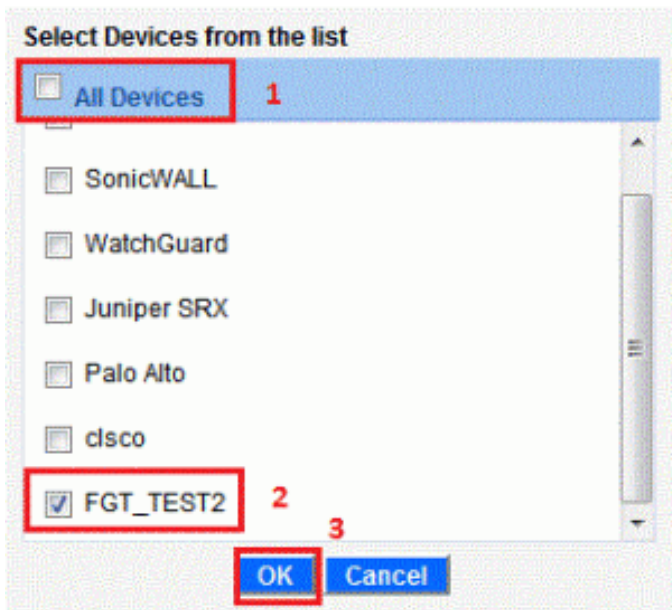 Select Devices from the list
All Devices 1
SonicWALL
WatchGuard
Juniper SRX
Palo Alto
clsco
FGT_TEST2 2
3
OK Cancel